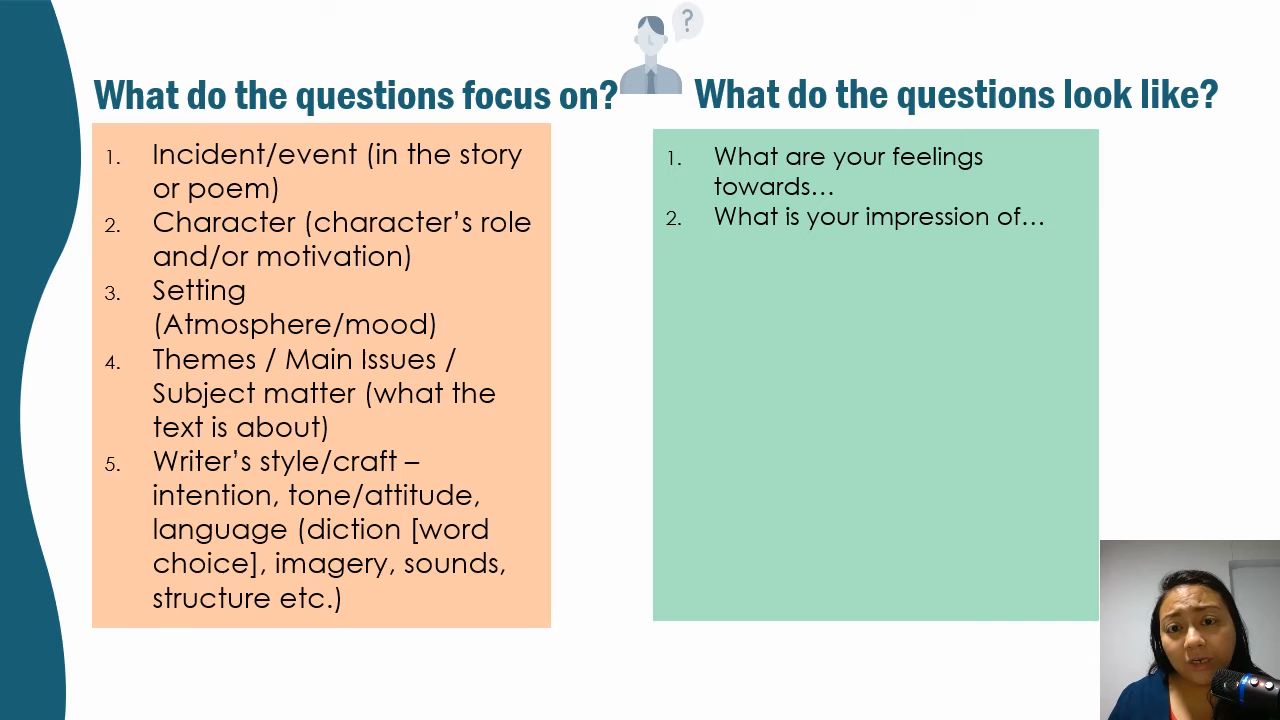 ?
What do the questions focus on?
1. Incident/event (in the story
or poem)
2. Character (character’s role
and/or motivation)
3. Setting
(Atmosphere/mood)
4. Themes / Main Issues /
Subject matter (what the
text is about)
5. Writer’s style/craft –
intention, tone/attitude,
language (diction [word
choice], imagery, sounds,
structure etc.)
What do the questions look like?
1. What are your feelings
towards…
2. What is your impression of…